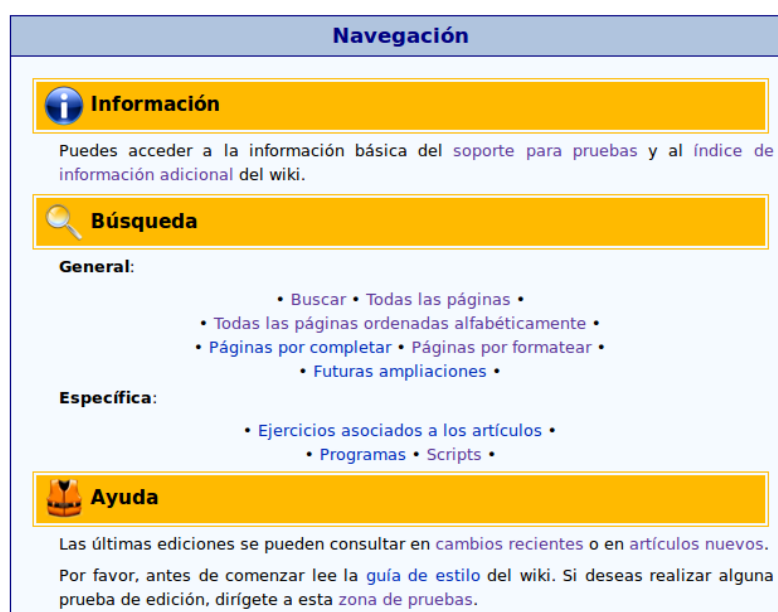 Navegación
Información
Puedes acceder a la información básica del soporte para pruebas y al índice de
información adicional del wiki.
Búsqueda
General:
• Buscar • Todas las páginas •
• Todas las páginas ordenadas alfabéticamente •
• Páginas por completar • Páginas por formatear •
• Futuras ampliaciones •
Específica:
• Ejercicios asociados a los artículos •
• Programas • Scripts •
Ayuda
Las últimas ediciones se pueden consultar en cambios recientes o en artículos nuevos.
Por favor, antes de comenzar lee la guía de estilo del wiki. Si deseas realizar alguna
prueba de edición, dirígete a esta zona de pruebas.